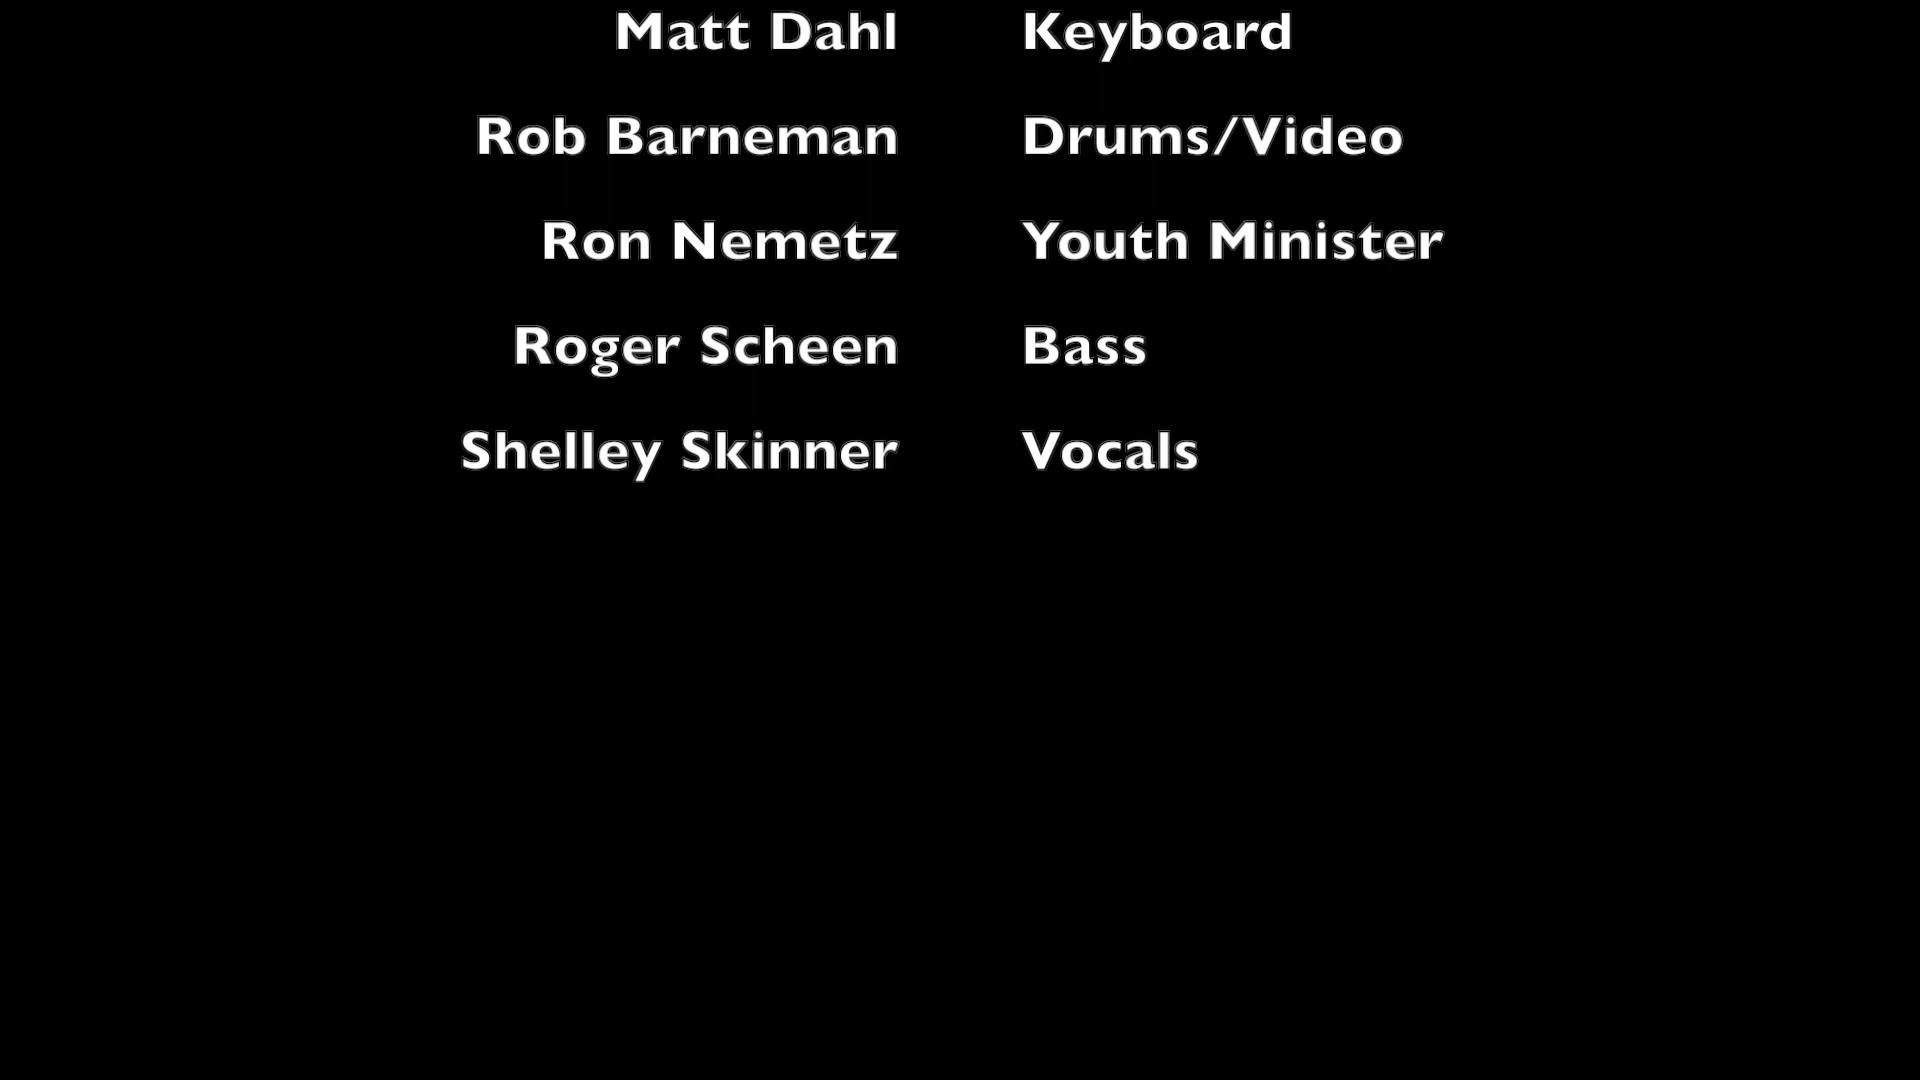 Matt Dahl Keyboard
Rob Barneman Drums/Video
Ron Nemetz Youth Minister
Roger Scheen Bass
Shelley Skinner Vocals